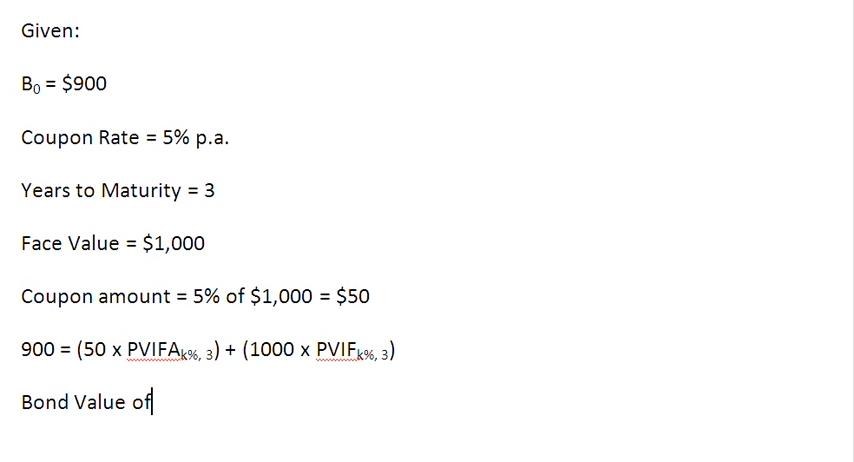 Given:
B0 = $900
Coupon Rate = 5% p.a.
Years to Maturity = 3
Face Value = $1,000
Coupon amount = 5% of $1,000 = $50
900 = (50 x PVIFAk%, 3) + (1000 x PVIFk%, 3)
Bond Value of